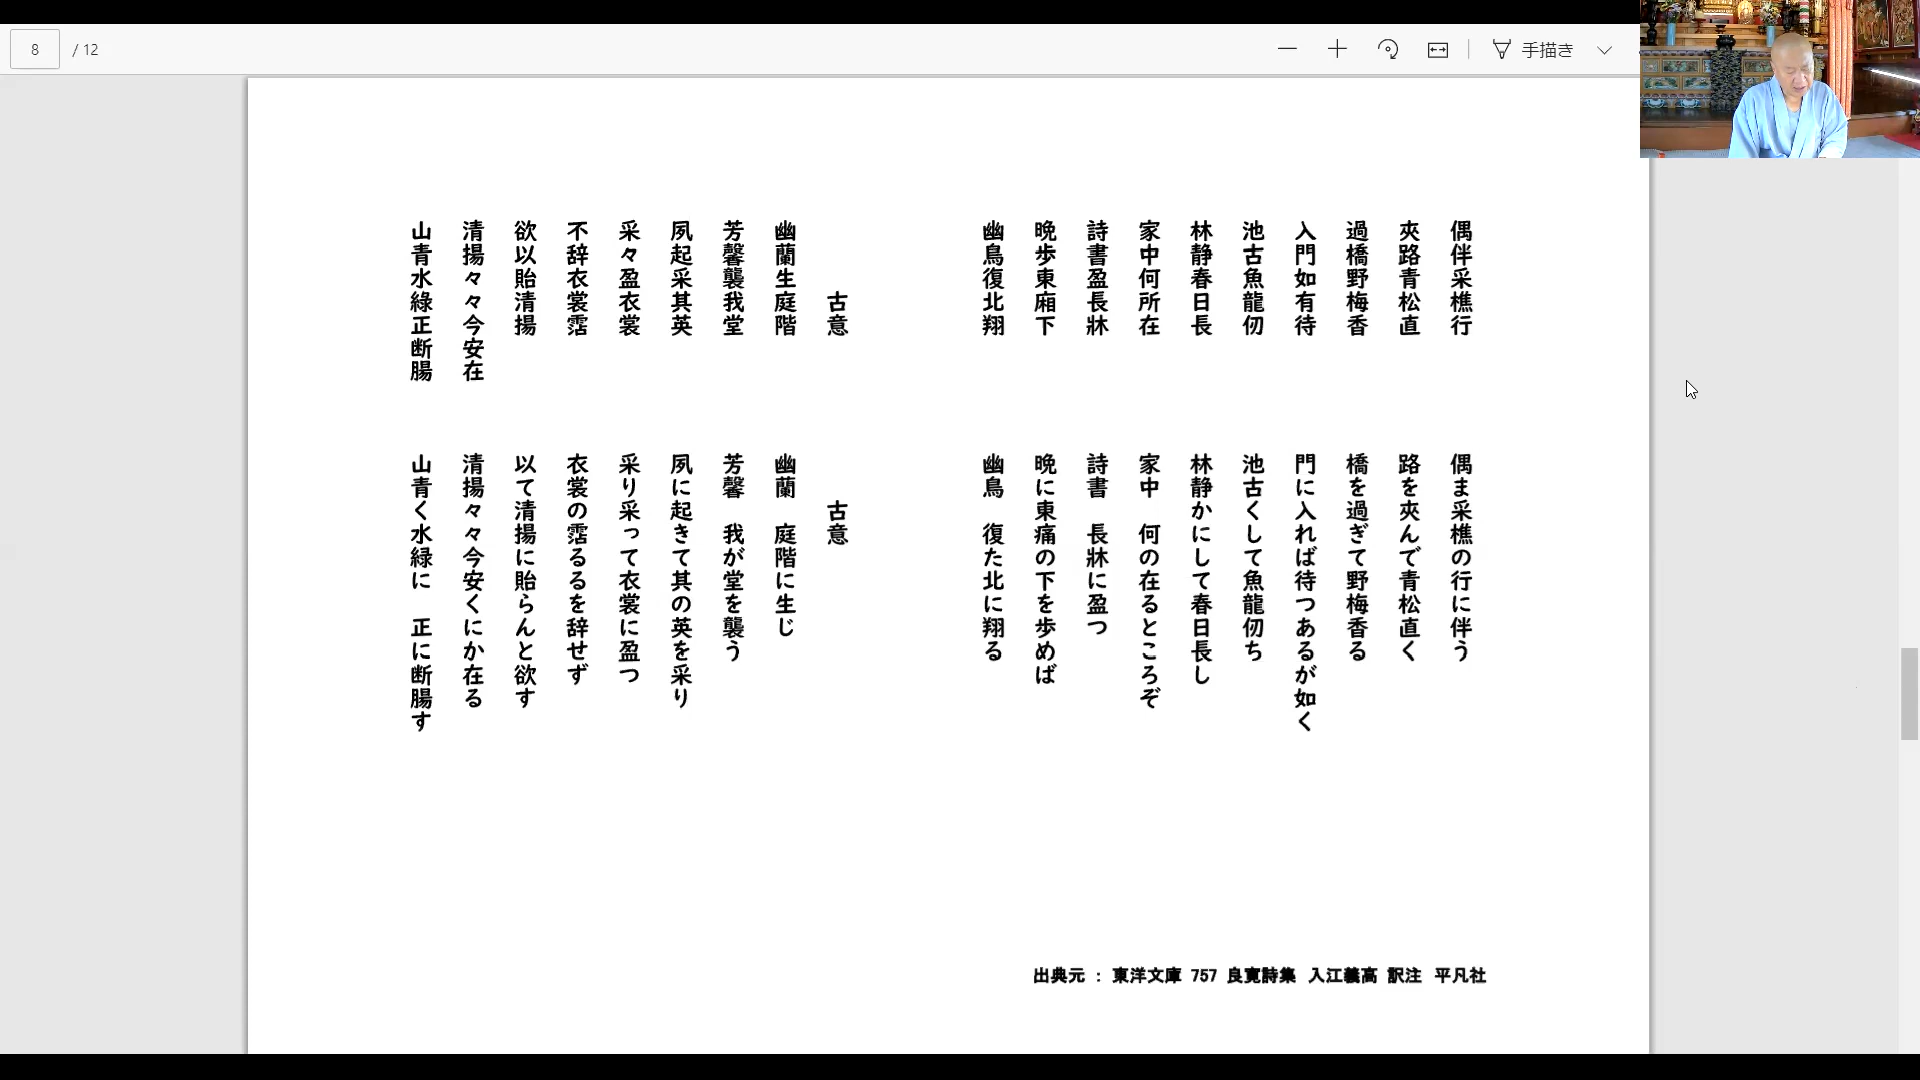 8 / 12
手描き
偶伴采樵行
夾路青松直
過橋野梅香
入門如有待
池古魚龍仞
林静春日長
家中何所在
詩書盈長牀
晩歩東廂下
幽鳥復北翔
古意
幽蘭生庭階
芳馨襲我堂
夙起采其英
采々盈衣裳
不辞衣裳霑
欲以貽清揚
清揚々々今安在
山青水緑正断腸
偶ま采樵の行に伴う
路を夾んで青松直く
橋を過ぎて野梅香る
門に入れば待つあるが如く
池古くして魚龍仞ち
林静かにして春日長し
家中 何の在るところぞ
詩書 長牀に盈つ
晩に東痛の下を歩めば
幽鳥 復た北に翔る
古意
幽蘭 庭階に生じ
芳馨 我が堂を襲う
夙に起きて其の英を采り
采り采って衣裳に盈つ
衣裳の霑るるを辞せず
以て清揚に貽らんと欲す
清揚々々今安くにか在る
山青く水緑に 正に断腸す
出典元 : 東洋文庫 757 良寛詩集 入江義高 訳注 平凡社